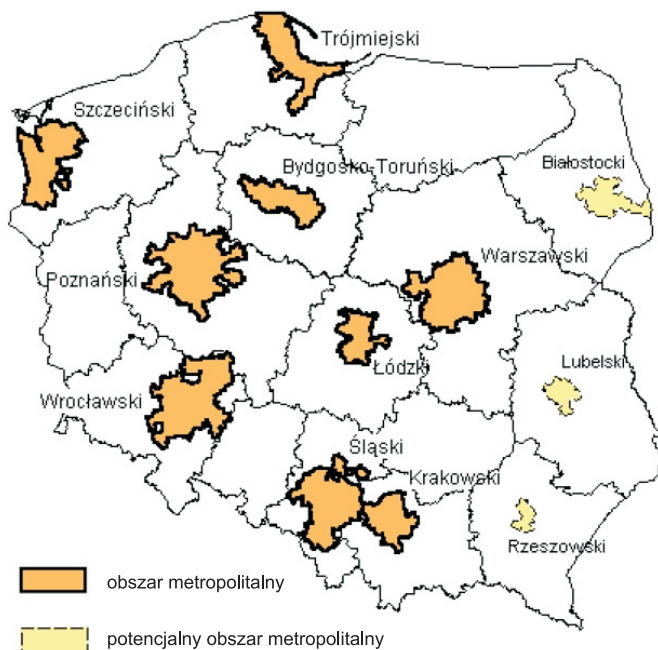 Trójmiejski
Szczeciński
Bydgosko-Toruński
Białostocki
Poznański
Warszawski
Łódzki
Lubelski
Wrocławski
Śląski
Krakowski
Rzeszowski
obszar metropolitalny
potencjalny obszar metropolitalny